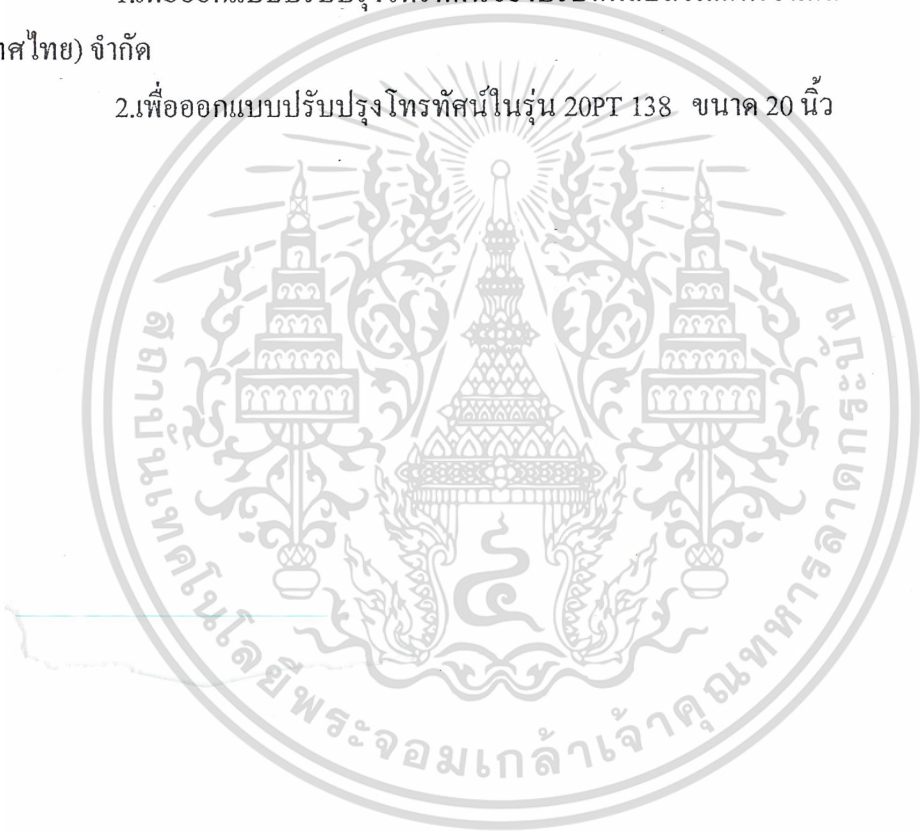 าศไทย) จำกัด
2.เพื่อออกแบบปรับปรุงโทรทัศน์ในรุ่น 20PT 138 ขนาด 20 นิ้ว
สถาบันเทคโนโลยีพระจอมเกล้าเจ้าคุณทหารลาดกระบัง